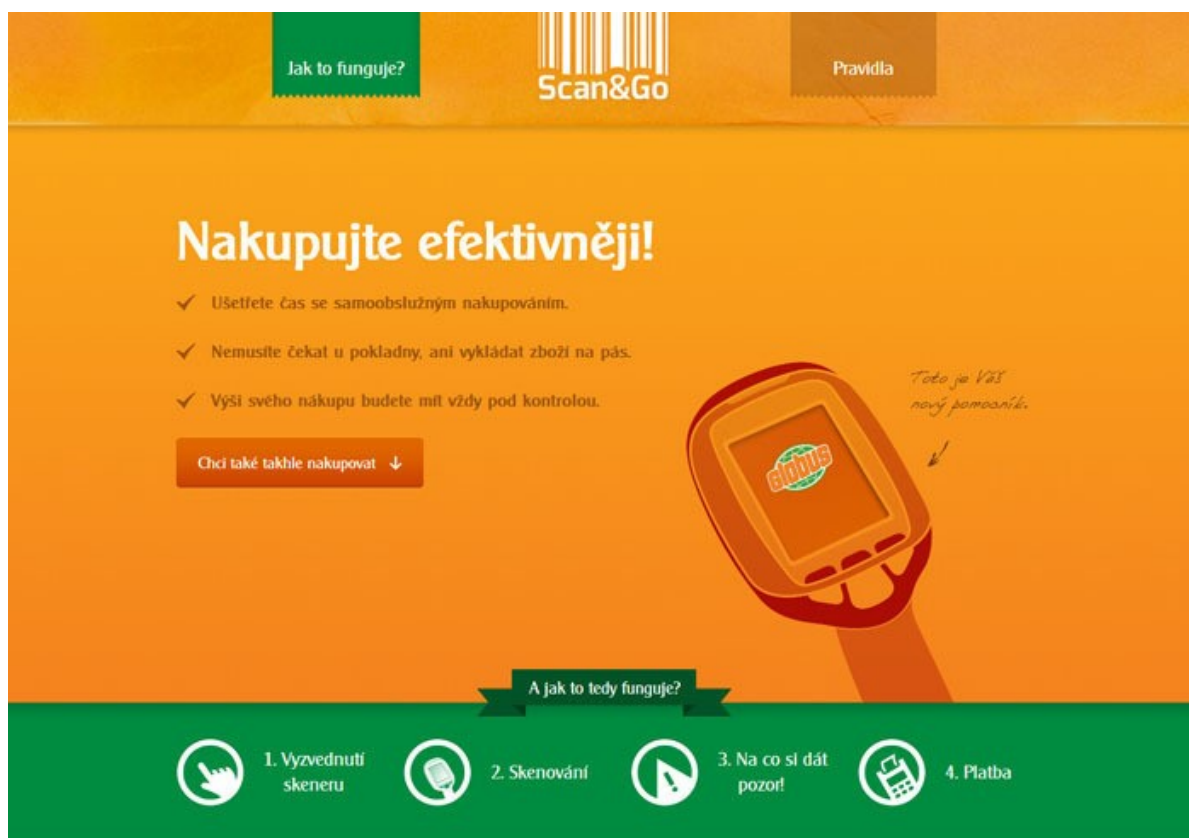 Jak to funguje?
Scan&Go
Pravidla
Nakupujte efektivněji!
Ušetřete čas se samoobslužným nakupováním.
Nemusíte čekat u pokladny, ani vykládat zboží na pás.
Výši svého nákupu budete mít vždy pod kontrolou.
Chci také takhle nakupovat
Toto je Váš
nový pomocník.
Globus
A jak to tedy funguje?
1. Vyzvednutí
skeneru
2. Skenování
3. Na co si dát
pozor!
4. Platba